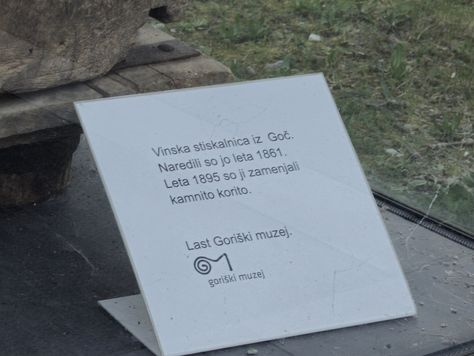 Vinska stiskalnica iz Goč.
Naredili so jo leta 1861.
Leta 1895 so ji zamenjali
kamnito korito.
Last Goriški muzej.
goriški muzej